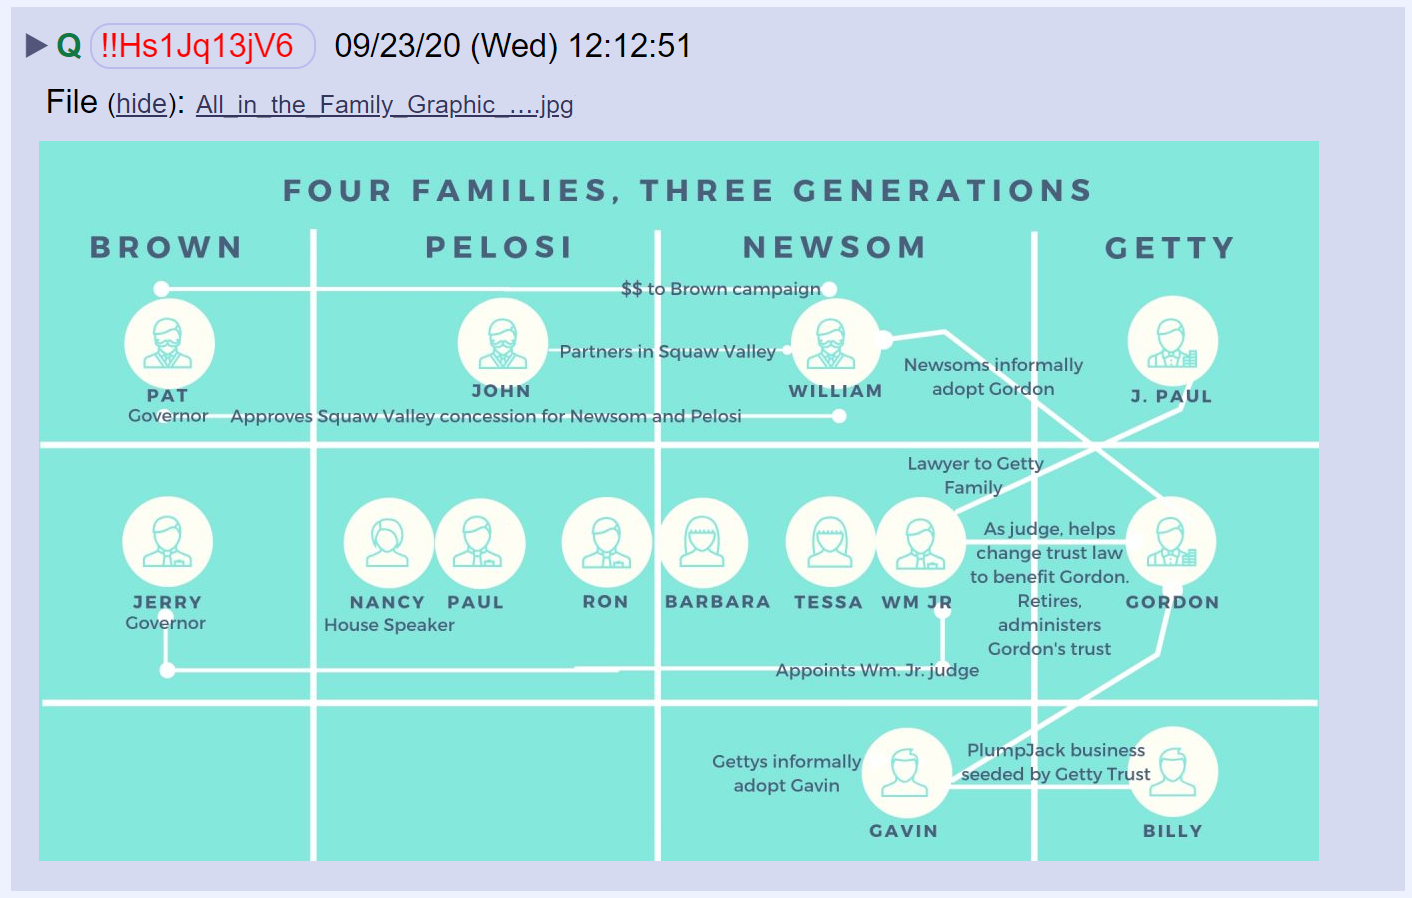 Q !!Hs1Jq13jV6 09/23/20 (Wed) 12:12:51
File (hide): All_in_the_Family_Graphic_….jpg
FOUR FAMILIES, THREE GENERATIONS
BROWN PELOSI NEWSOM GETTY
$$ to Brown campaign
Partners in Squaw Valley
Newsoms informally
adopt Gordon
PAT
Governor
JOHN
WILLIAM
J. PAUL
Approves Squaw Valley concession for Newsom and Pelosi
Lawyer to Getty
Family
As judge, helps
change trust law
to benefit Gordon.
Retires,
administers
Gordon's trust
JERRY
Governor
NANCY
House Speaker
PAUL
RON
BARBARA
TESSA
WM JR
GORDON
Appoints Wm. Jr. judge
Gettys informally
adopt Gavin
PlumpJack business
seeded by Getty Trust
GAVIN
BILLY